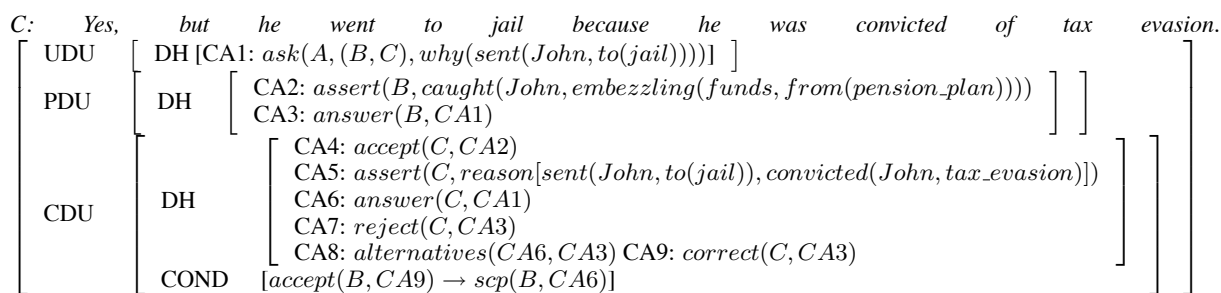 C: Yes, but he went to jail because he was convicted of tax evasion.
UDU DH [CA1: ask(A, (B, C), why(sent(John, to(jail))))]
CA2: assert(B, caught(John, embezzling(funds, from(pension_plan))))
PDU DH
CA3: answer(B, CA1)
CA4: accept(C, CA2)
CA5: assert(C, reason[sent(John, to(jail)), convicted(John, tax_evasion)])
CDU DH CA6: answer(C, CA1)
CA7: reject(C, CA3)
CA8: alternatives(CA6, CA3) CA9: correct(C, CA3)
COND [accept(B, CA9) → scp(B, CA6)]